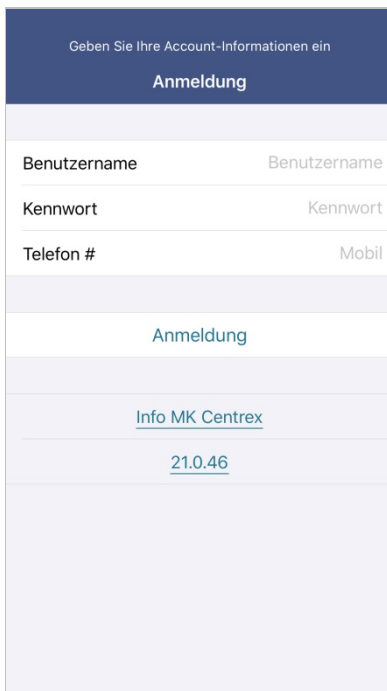 Geben Sie Ihre Account-Informationen ein
Anmeldung
Benutzername Benutzername
Kennwort Kennwort
Telefon # Mobil
Anmeldung
Info MK Centrex
21.0.46